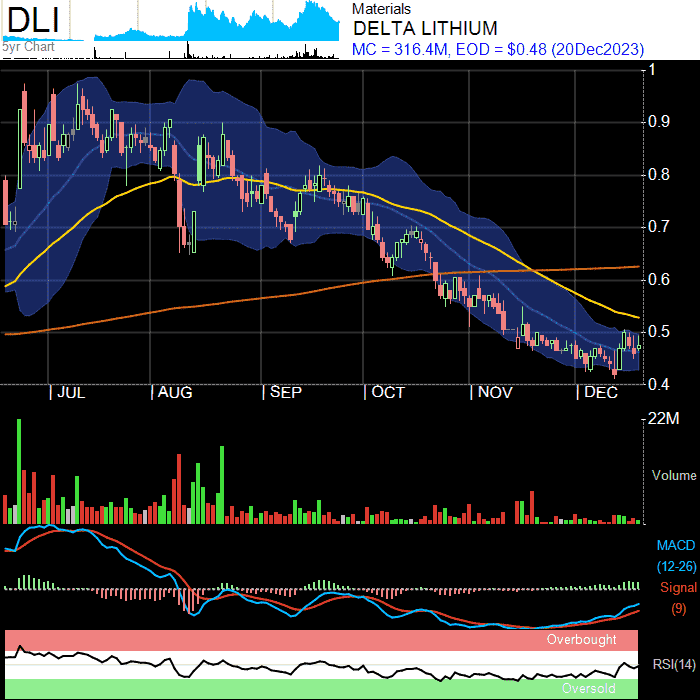 DLI
5yr Chart
Materials
DELTA LITHIUM
MC = 316.4M, EOD = $0.48 (20Dec2023)
1
0.9
0.8
0.7
0.6
0.5
0.4
JUL AUG SEP OCT NOV DEC
22M
Volume
MACD
(12-26)
Signal
(9)
Overbought
RSI(14)
Oversold